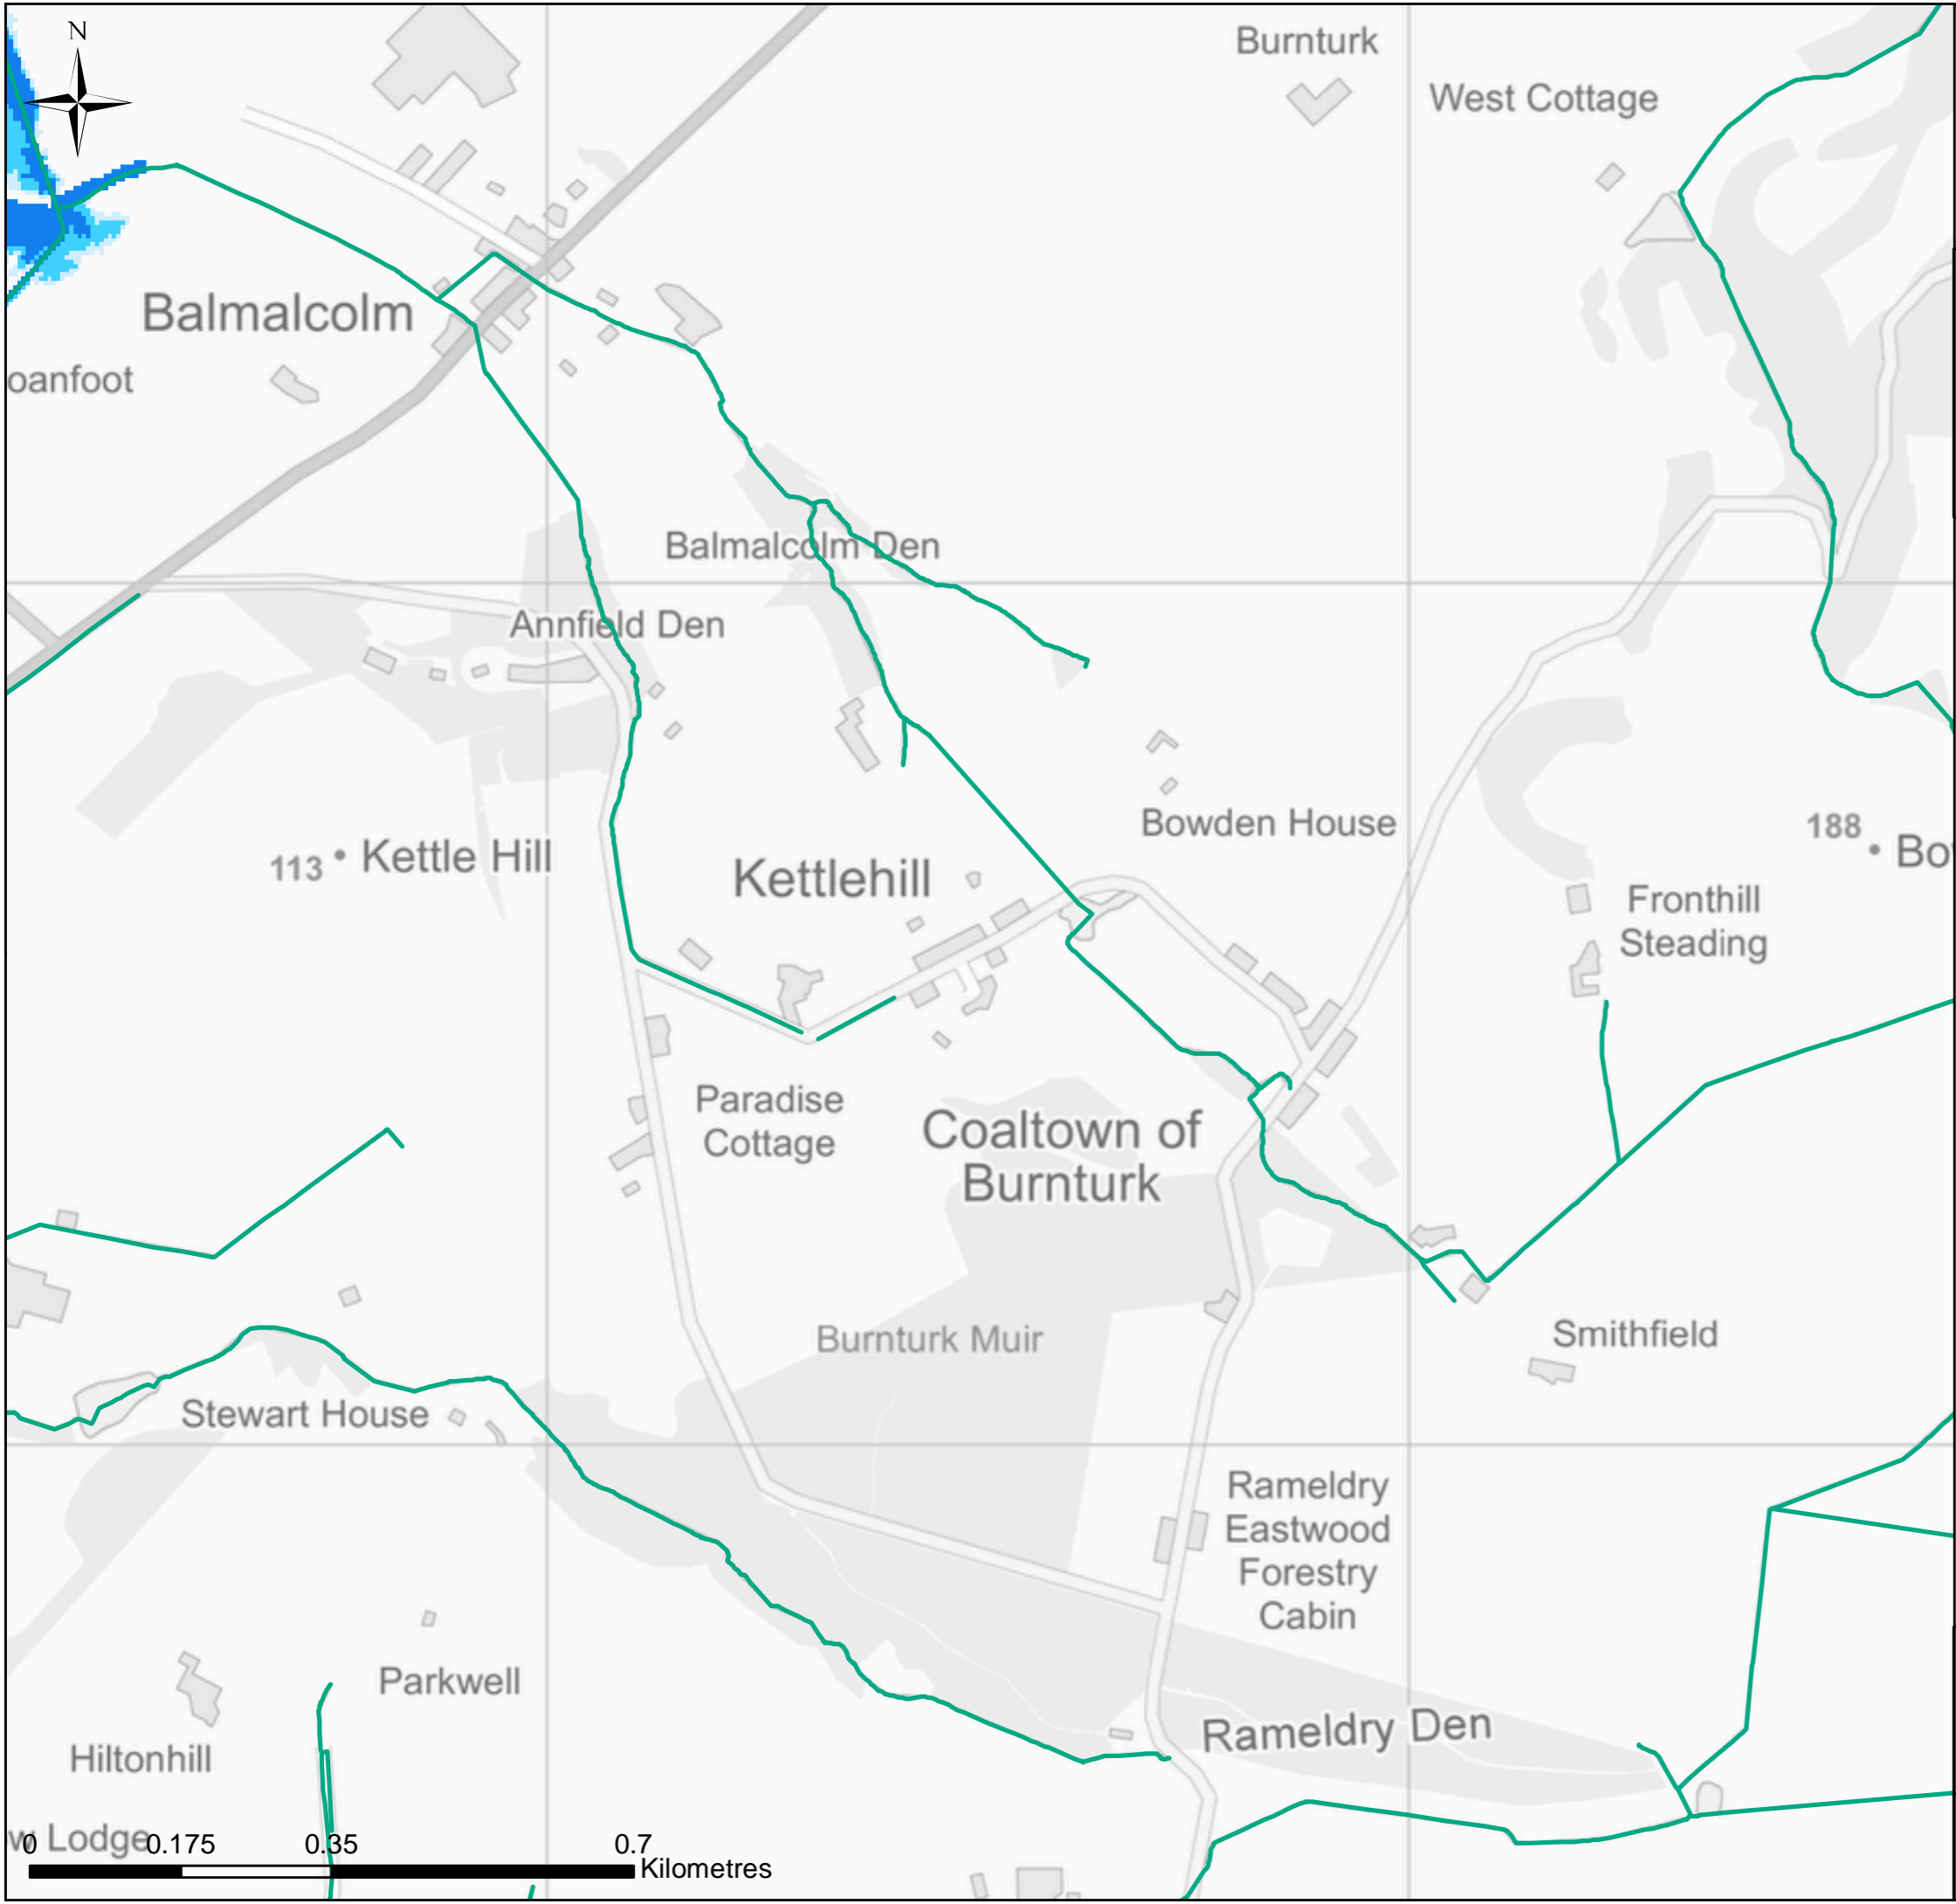 N
Burnturk
West Cottage
Balmalcolm
oanfoot
Balmalcolm Den
Annfield Den
Bowden House
188
Bo
113
Kettle Hill
Kettlehill
Fronthill
Steading
Paradise
Cottage
Coaltown of
Burnturk
Burnturk Muir
Smithfield
Stewart House
Rameldry
Eastwood
Forestry
Cabin
Parkwell
Rameldry Den
Hiltonhill
w Lodge
0 0.175 0.35 0.7
Kilometres